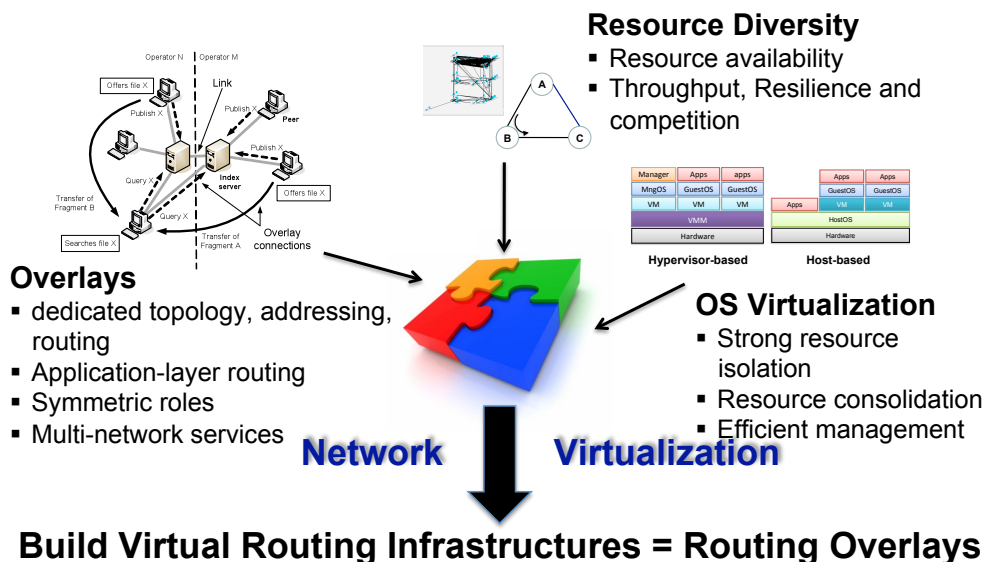 Resource Diversity
▪ Resource availability
▪ Throughput, Resilience and
competition
Operator N
Operator M
Link
Offers file X
Publish X
Publish X
Peer
Publish X
Query X
Index
server
Offers file X
Transfer of
Fragment B
Query X
Searches file X
Transfer of
Fragment A
Overlay
connections
A
B
C
Manager Apps apps
MngOS GuestOS GuestOS
VM VM VM
VMM
Hardware
Hypervisor-based
Apps Apps
GuestOS GuestOS
Apps VM VM
HostOS
Hardware
Host-based
Overlays
▪ dedicated topology, addressing,
routing
▪ Application-layer routing
▪ Symmetric roles
▪ Multi-network services
OS Virtualization
▪ Strong resource
isolation
▪ Resource consolidation
▪ Efficient management
Network Virtualization
Build Virtual Routing Infrastructures = Routing Overlays